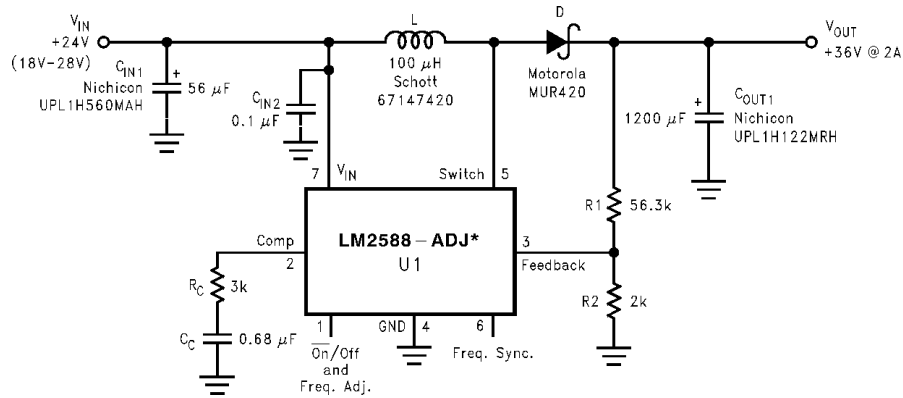 V_IN
+24V
(18V-28V)
C_IN1
Nichicon
UPL1H560MAH
+
56 µF
C_IN2
0.1 µF
L
100 µH
Schott
67147420
D
Motorola
MUR420
V_OUT
+36V @ 2A
+
1200 µF
C_OUT1
Nichicon
UPL1H122MRH
7
V_IN
Switch
5
R1
56.3k
LM2588-ADJ*
U1
Comp
2
3
Feedback
R_C
3k
C_C
0.68 µF
R2
2k
1
GND
4
6
On/Off
and
Freq. Adj.
Freq. Sync.